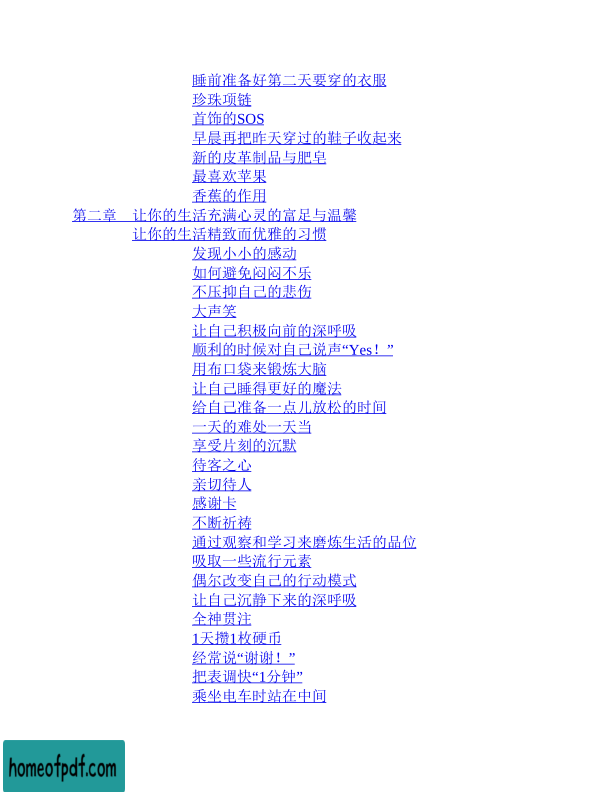 睡前准备好第二天要穿的衣服
珍珠项链
首饰的SOS
早晨再把昨天穿过的鞋子收起来
新的皮革制品与肥皂
最喜欢苹果
香蕉的作用
第二章 让你的生活充满心灵的富足与温馨
让你的生活精致而优雅的习惯
发现小小的感动
如何避免闷闷不乐
不压抑自己的悲伤
大声笑
让自己积极向前的深呼吸
顺利的时候对自己说声“Yes！”
用布口袋来锻炼大脑
让自己睡得更好的魔法
给自己准备一点儿放松的时间
一天的难处一天当
享受片刻的沉默
待客之心
亲切待人
感谢卡
不断祈祷
通过观察和学习来磨炼生活的品位
吸取一些流行元素
偶尔改变自己的行动模式
让自己沉静下来的深呼吸
全神贯注
1天攒1枚硬币
经常说“谢谢！”
把表调快“1分钟”
乘坐电车时站在中间
homeofpdf.com